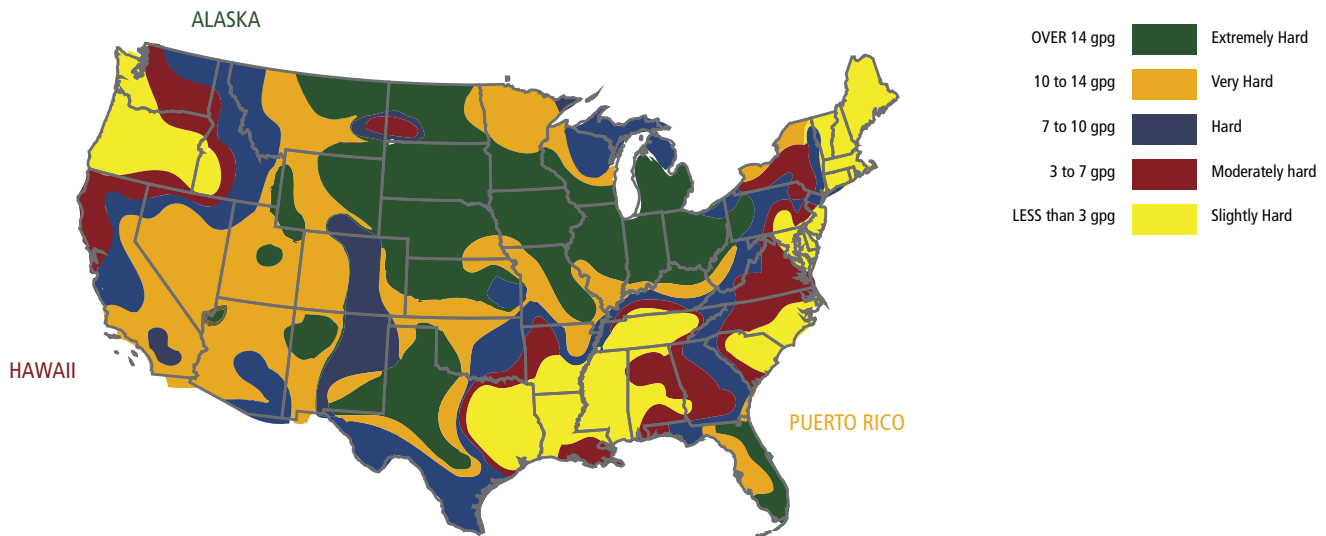 ALASKA
OVER 14 gpg Extremely Hard
10 to 14 gpg Very Hard
7 to 10 gpg Hard
3 to 7 gpg Moderately hard
LESS than 3 gpg Slightly Hard
HAWAII
PUERTO RICO